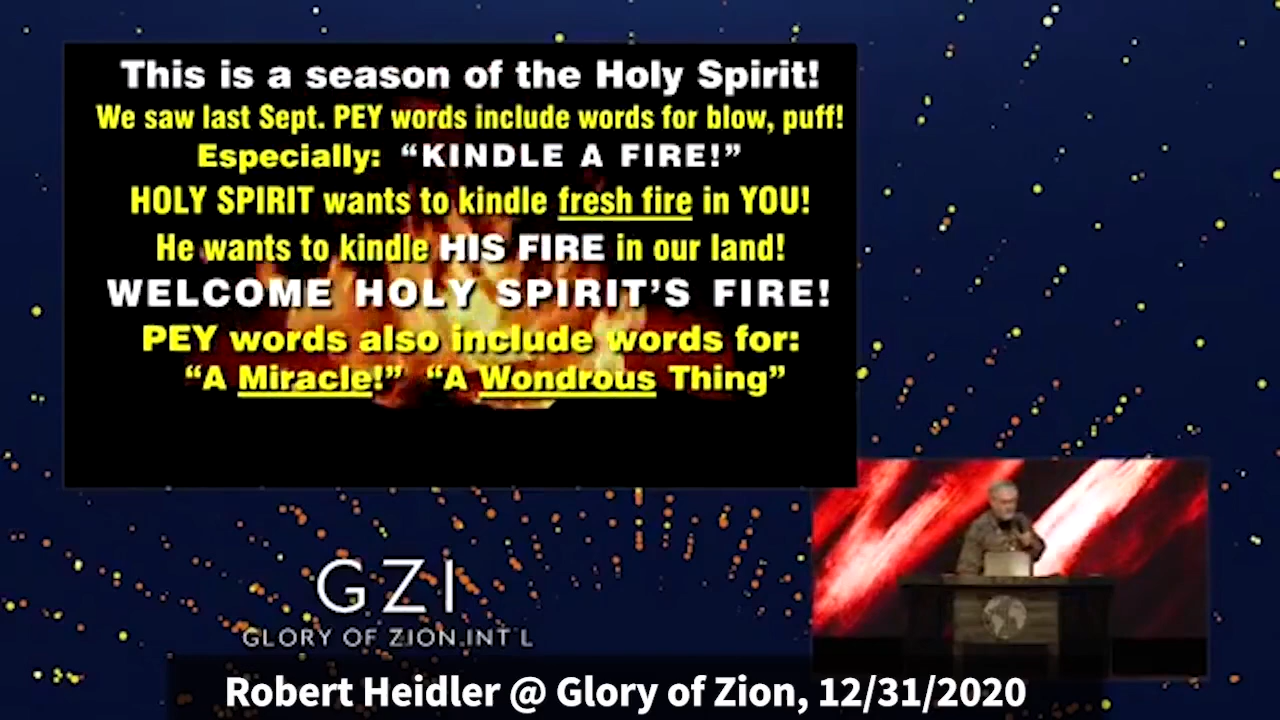 This is a season of the Holy Spirit!
We saw last Sept. PEY words include words for blow, puff!
Especially: “KINDLE A FIRE!”
HOLY SPIRIT wants to kindle fresh fire in YOU!
He wants to kindle HIS FIRE in our land!
WELCOME HOLY SPIRIT’S FIRE!
PEY words also include words for:
“A Miracle!” “A Wondrous Thing”
GZI
GLORY OF ZION INT'L
Robert Heidler @ Glory of Zion, 12/31/2020